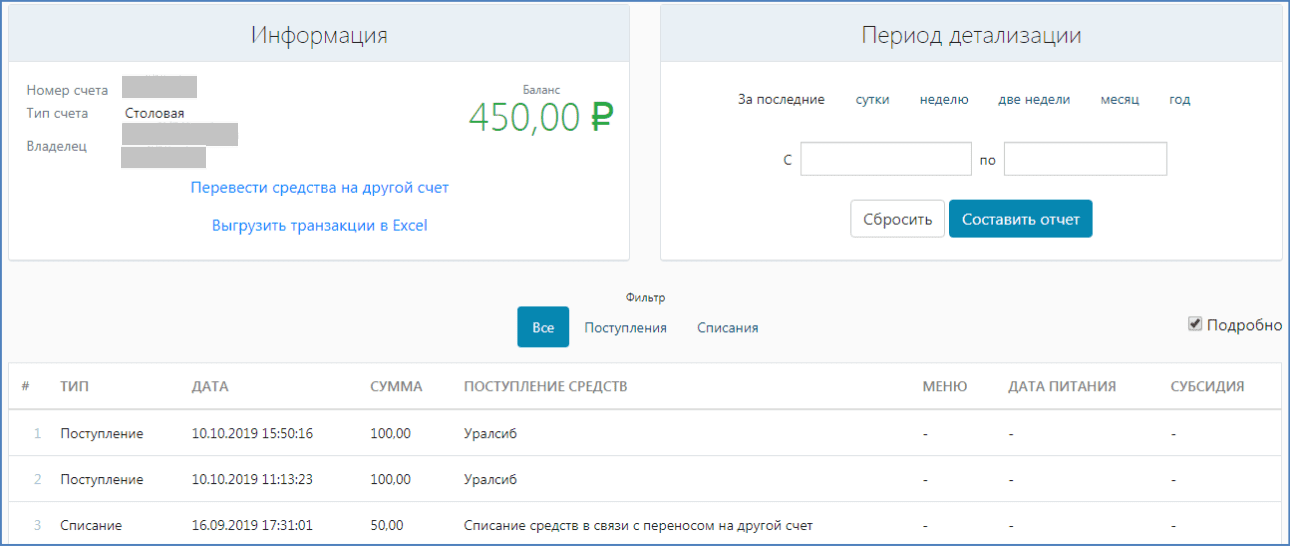 Информация
Номер счета
Тип счета Столовая
Владелец
Баланс
450,00 ₽
Перевести средства на другой счет
Выгрузить транзакции в Excel
Период детализации
За последние сутки неделю две недели месяц год
С по
Сбросить Составить отчет
Фильтр
Все Поступления Списания
Подробно
# ТИП ДАТА СУММА ПОСТУПЛЕНИЕ СРЕДСТВ МЕНЮ ДАТА ПИТАНИЯ СУБСИДИЯ
1 Поступление 10.10.2019 15:50:16 100,00 Уралсиб - - -
2 Поступление 10.10.2019 11:13:23 100,00 Уралсиб - - -
3 Списание 16.09.2019 17:31:01 50,00 Списание средств в связи с переносом на другой счет - - -